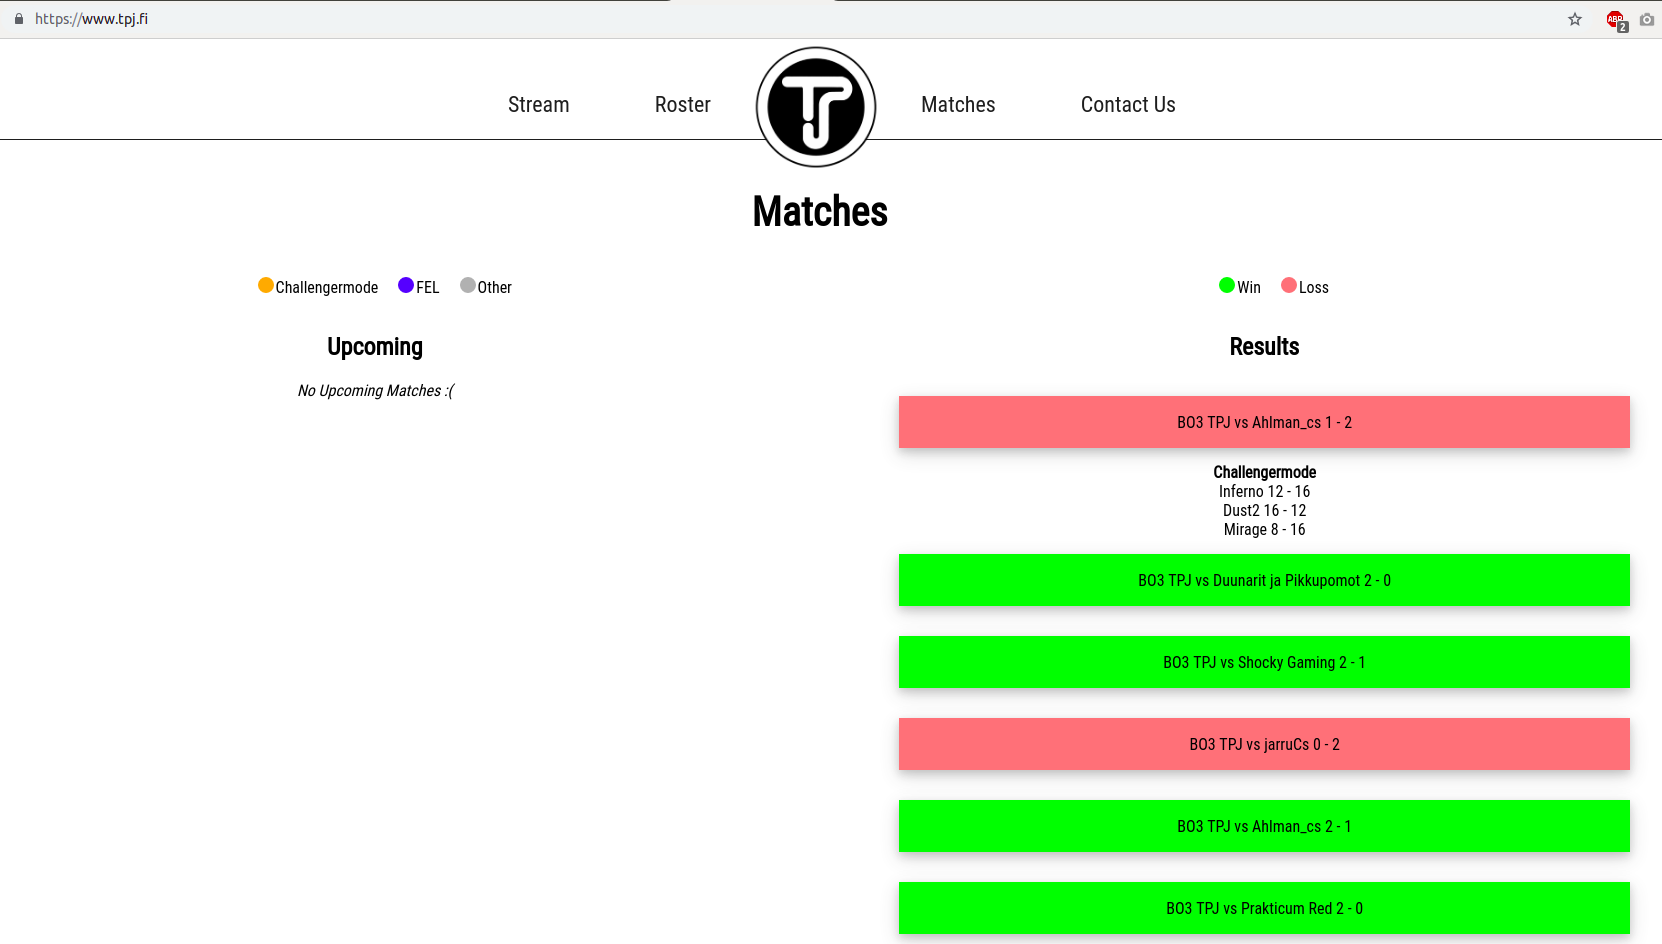 https://www.tpj.fi
ABP
2
Stream
Roster
TPJ
Matches
Contact Us
Matches
Challengermode
FEL
Other
Win
Loss
Upcoming
No Upcoming Matches :(
Results
BO3 TPJ vs Ahlman_cs 1 - 2
Challengermode
Inferno 12 - 16
Dust2 16 - 12
Mirage 8 - 16
BO3 TPJ vs Duunarit ja Pikkupomot 2 - 0
BO3 TPJ vs Shocky Gaming 2 - 1
BO3 TPJ vs jarruCs 0 - 2
BO3 TPJ vs Ahlman_cs 2 - 1
BO3 TPJ vs Prakticum Red 2 - 0